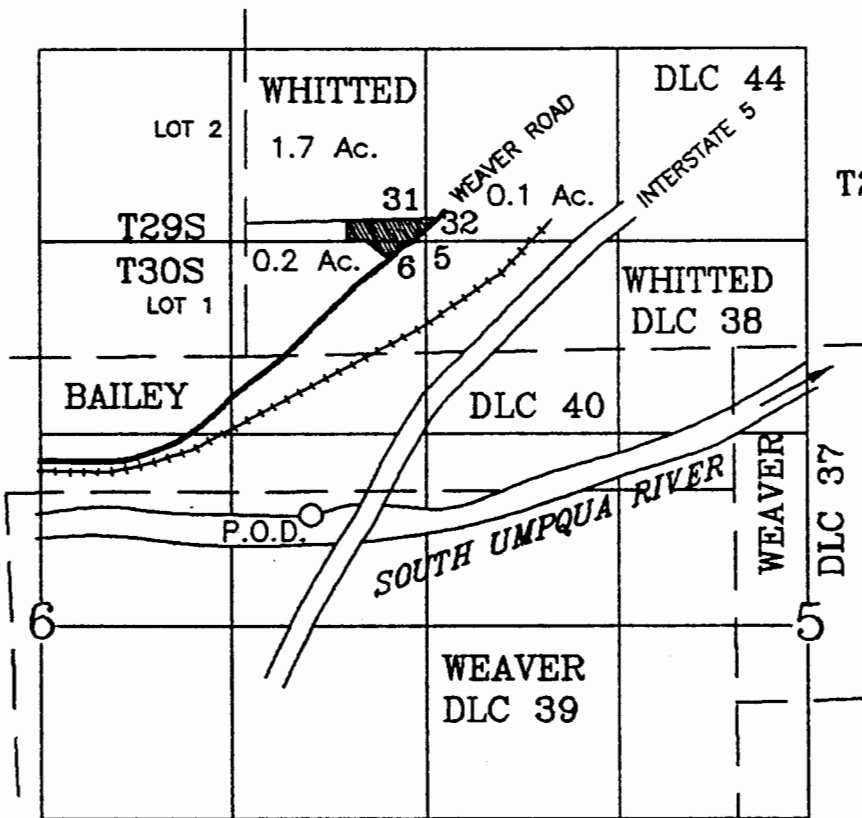 WHITTED
DLC 44
LOT 2
1.7 Ac.
WEAVER ROAD
INTERSTATE 5
31
0.1 Ac.
32
T29S
T30S
0.2 Ac.
6
5
LOT 1
WHITTED
DLC 38
BAILEY
DLC 40
WEAVER
DLC 37
P.O.D.
SOUTH UMPQUA RIVER
6
5
WEAVER
DLC 39